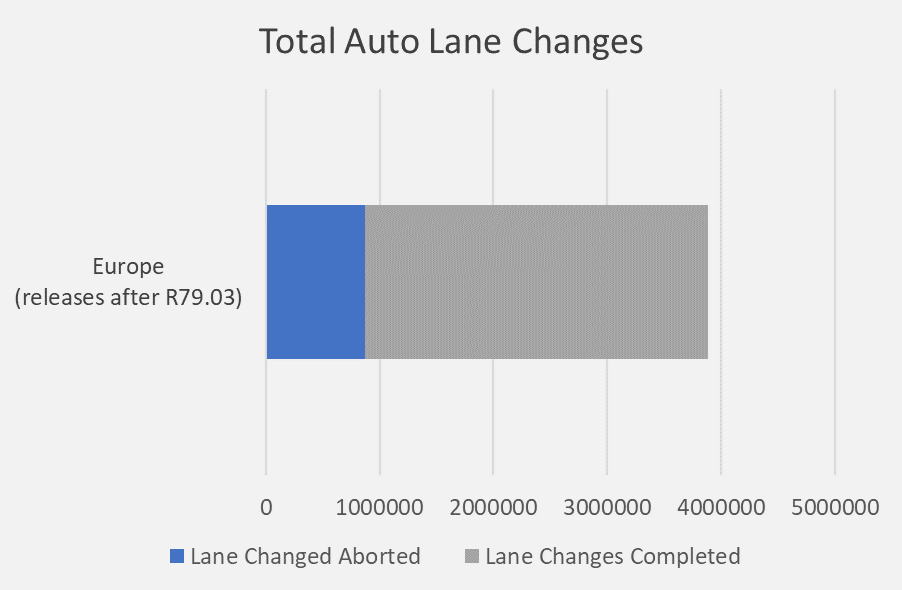 Total Auto Lane Changes
Europe
(releases after R79.03)
0 1000000 2000000 3000000 4000000 5000000
Lane Changed Aborted Lane Changes Completed